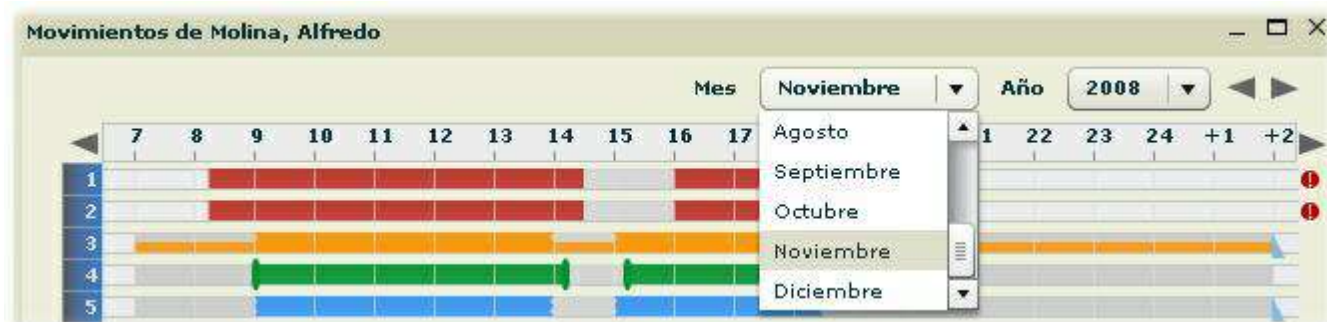 Movimientos de Molina, Alfredo
Mes Noviembre Año 2008
7 8 9 10 11 12 13 14 15 16 17 1 22 23 24 +1 +2
Agosto
Septiembre
Octubre
Noviembre
Diciembre
1
2
3
4
5